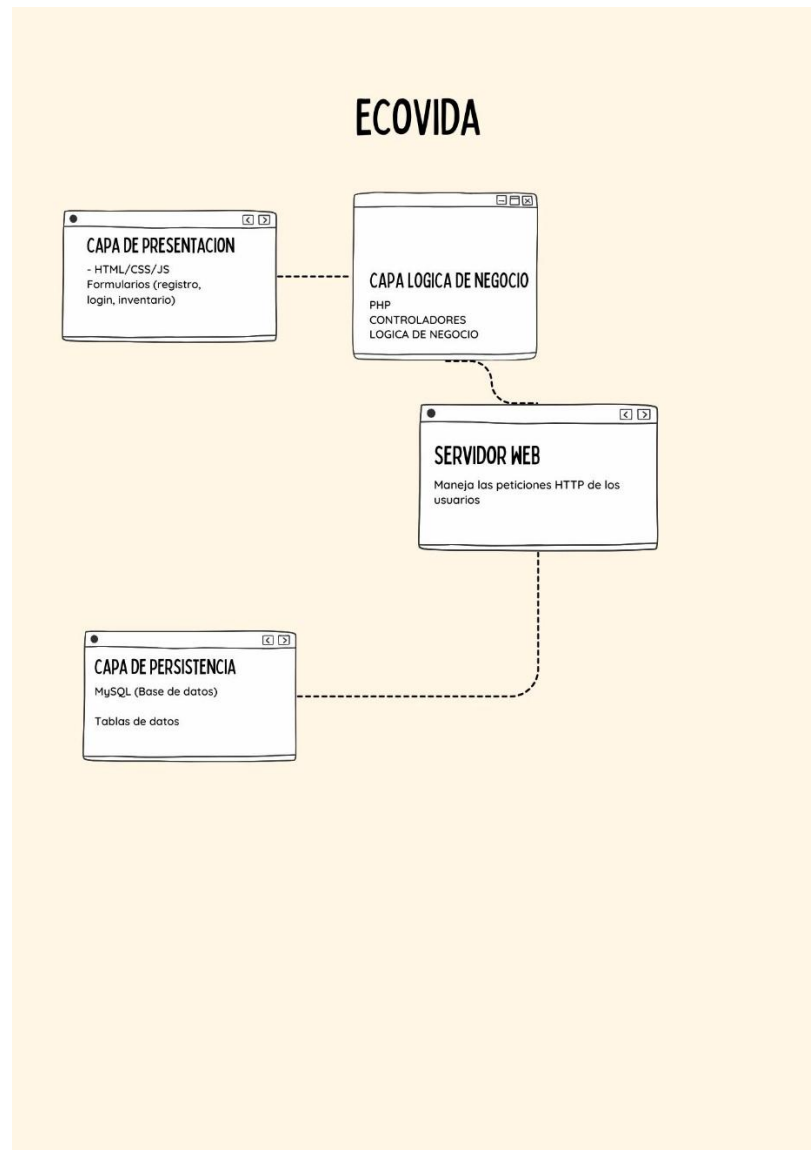 ECOVIDA
CAPA DE PRESENTACION
- HTML/CSS/JS
Formularios (registro,
login, inventario)
CAPA LOGICA DE NEGOCIO
PHP
CONTROLADORES
LOGICA DE NEGOCIO
SERVIDOR WEB
Maneja las peticiones HTTP de los
usuarios
CAPA DE PERSISTENCIA
MySQL (Base de datos)
Tablas de datos